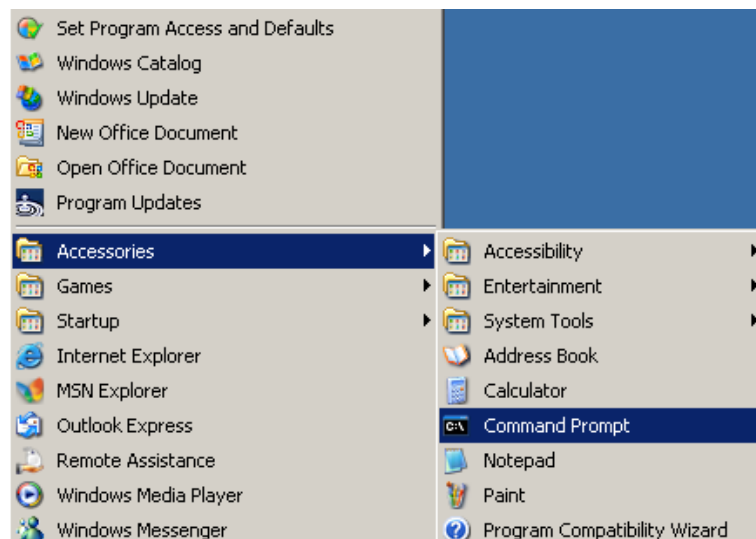 Set Program Access and Defaults
Windows Catalog
Windows Update
New Office Document
Open Office Document
Program Updates
Accessories
Games
Startup
Internet Explorer
MSN Explorer
Outlook Express
Remote Assistance
Windows Media Player
Windows Messenger
Accessibility
Entertainment
System Tools
Address Book
Calculator
C:\
Command Prompt
Notepad
Paint
Program Compatibility Wizard